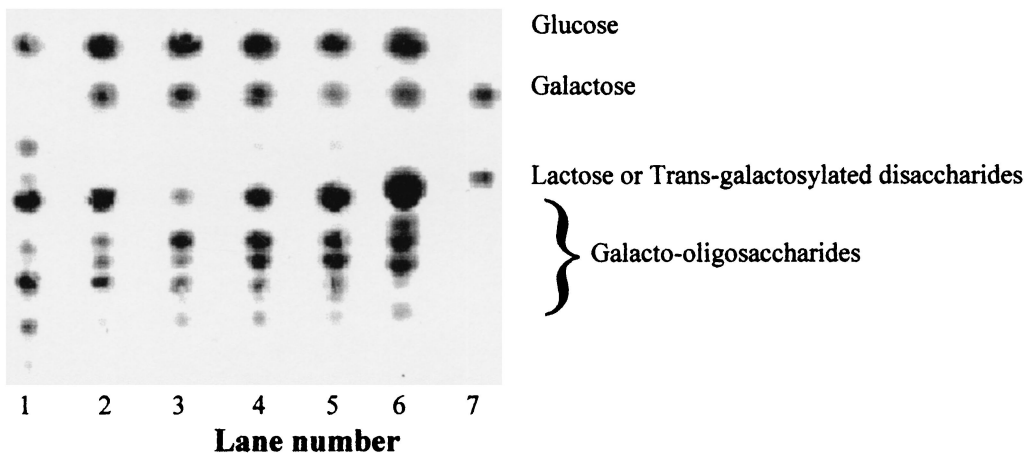 Glucose
Galactose
Lactose or Trans-galactosylated disaccharides
Galacto-oligosaccharides
1 2 3 4 5 6 7
Lane number